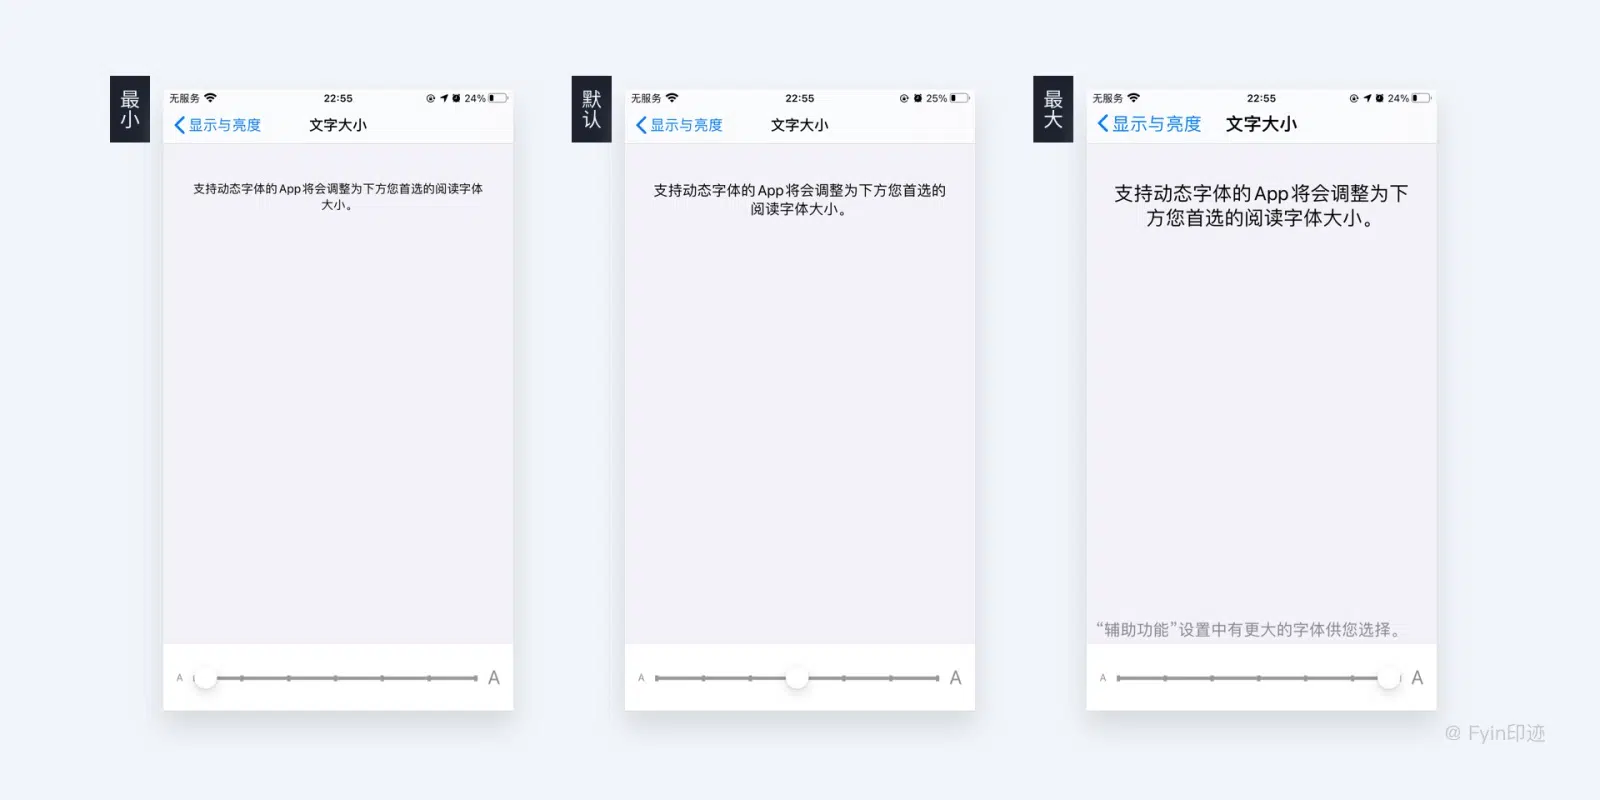 最小
无服务 22:55 24%
显示与亮度 文字大小
支持动态字体的App将会调整为下方您首选的阅读字体
大小。
A A
默认
无服务 22:55 25%
显示与亮度 文字大小
支持动态字体的App将会调整为下方您首选的
阅读字体大小。
A A
最大
无服务 22:55 24%
显示与亮度 文字大小
支持动态字体的App将会调整为下
方您首选的阅读字体大小。
“辅助功能”设置中有更大的字体供您选择。
A A
@ Fyin印迹